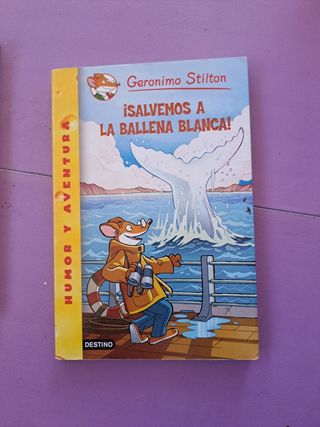 Geronimo Stilton
¡SALVEMOS A
LA BALLENA BLANCA!
HUMOR Y AVENTURA
DESTINO